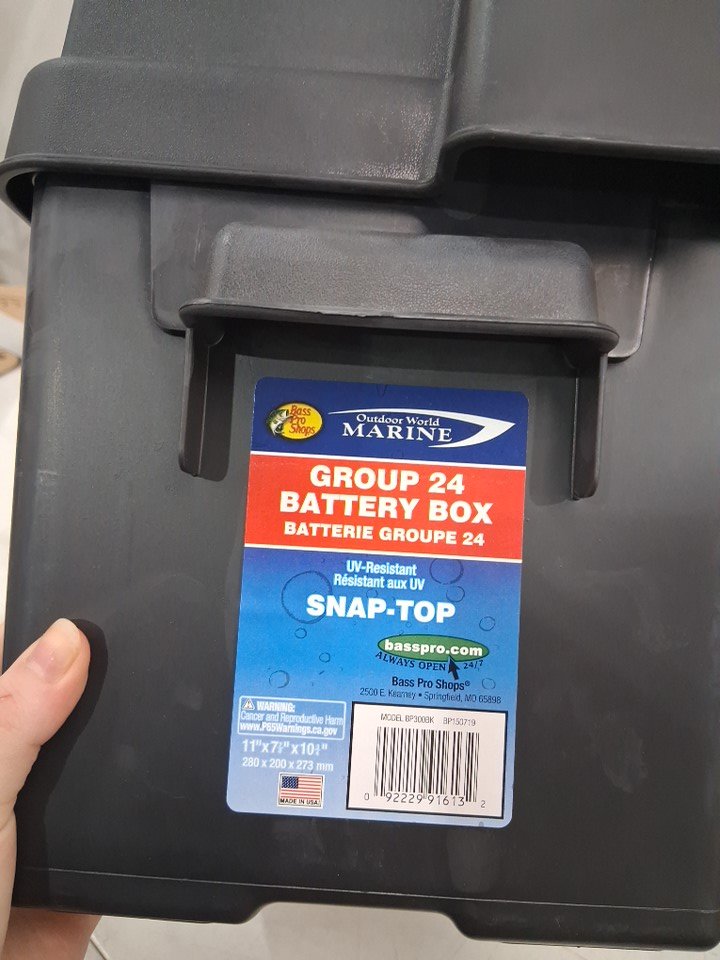 Bass
Pro
Shops
Outdoor World
MARINE
GROUP 24
BATTERY BOX
BATTERIE GROUPE 24
UV-Resistant
Résistant aux UV
SNAP-TOP
basspro.com
ALWAYS OPEN 24/7
Bass Pro Shops®
2500 E. Kearney • Springfield, MO 65898
WARNING:
Cancer and Reproductive Harm
www.P65Warnings.ca.gov
11" x 7⅞" x 10¾"
280 x 200 x 273 mm
MADE IN USA
MODEL BP300BK BP150719
0 92229 91613 2